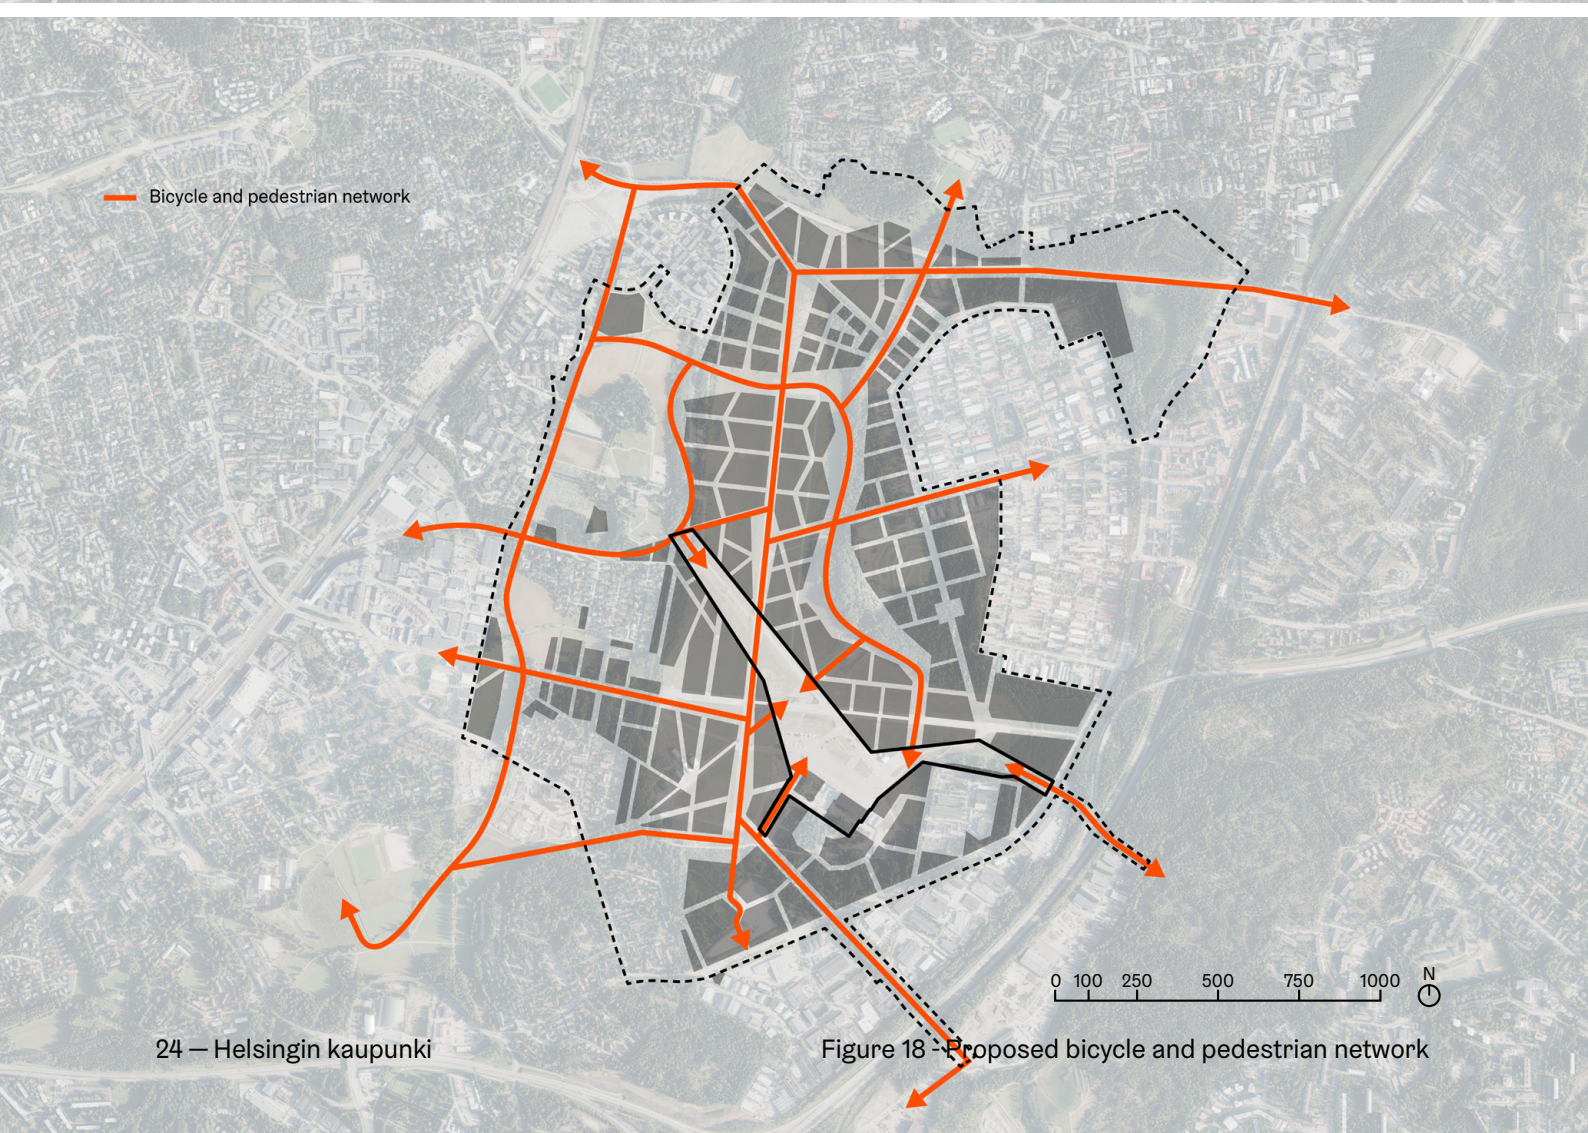 Bicycle and pedestrian network
0 100 250 500 750 1000 N
24 — Helsingin kaupunki
Figure 18 - Proposed bicycle and pedestrian network